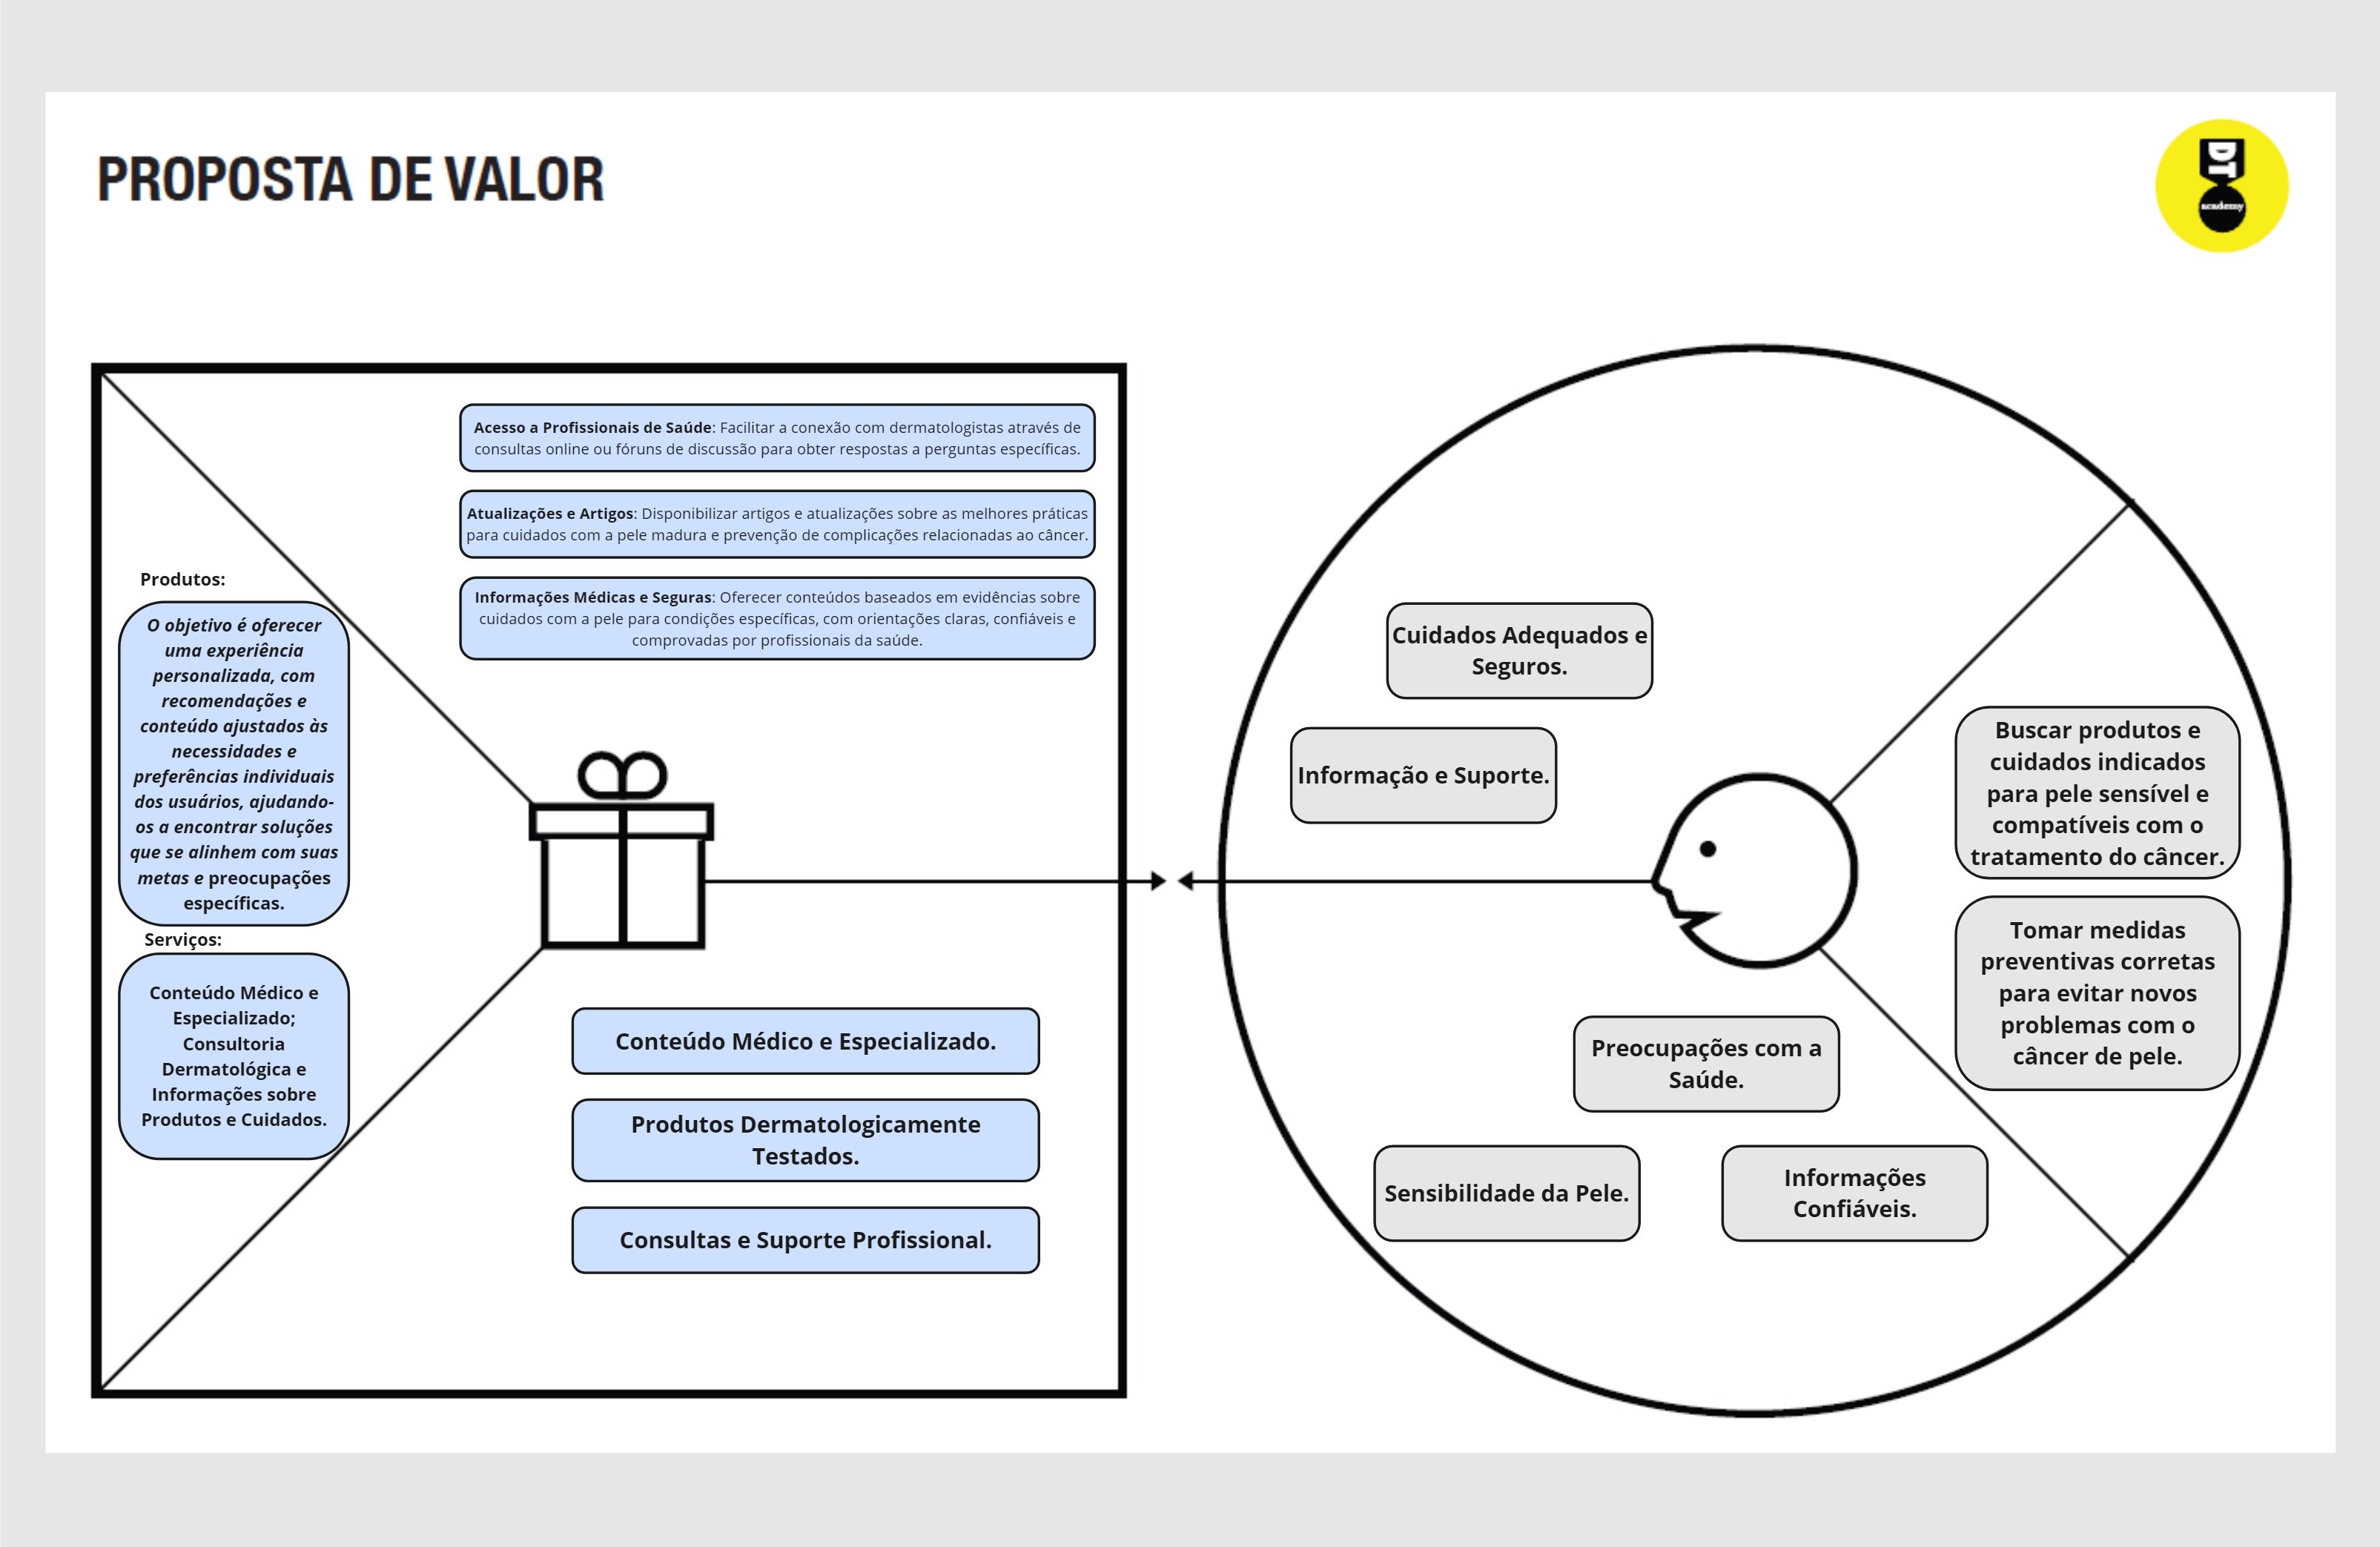 PROPOSTA DE VALOR
DT
academy
Acesso a Profissionais de Saúde: Facilitar a conexão com dermatologistas através de
consultas online ou fóruns de discussão para obter respostas a perguntas específicas.
Atualizações e Artigos: Disponibilizar artigos e atualizações sobre as melhores práticas
para cuidados com a pele madura e prevenção de complicações relacionadas ao câncer.
Informações Médicas e Seguras: Oferecer conteúdos baseados em evidências sobre
cuidados com a pele para condições específicas, com orientações claras, confiáveis e
comprovadas por profissionais da saúde.
Produtos:
O objetivo é oferecer
uma experiência
personalizada, com
recomendações e
conteúdo ajustados às
necessidades e
preferências individuais
dos usuários, ajudando-
os a encontrar soluções
que se alinhem com suas
metas e preocupações
específicas.
Serviços:
Conteúdo Médico e
Especializado;
Consultoria
Dermatológica e
Informações sobre
Produtos e Cuidados.
Conteúdo Médico e Especializado.
Produtos Dermatologicamente
Testados.
Consultas e Suporte Profissional.
Cuidados Adequados e
Seguros.
Informação e Suporte.
Buscar produtos e
cuidados indicados
para pele sensível e
compatíveis com o
tratamento do câncer.
Tomar medidas
preventivas corretas
para evitar novos
problemas com o
câncer de pele.
Preocupações com a
Saúde.
Sensibilidade da Pele.
Informações
Confiáveis.